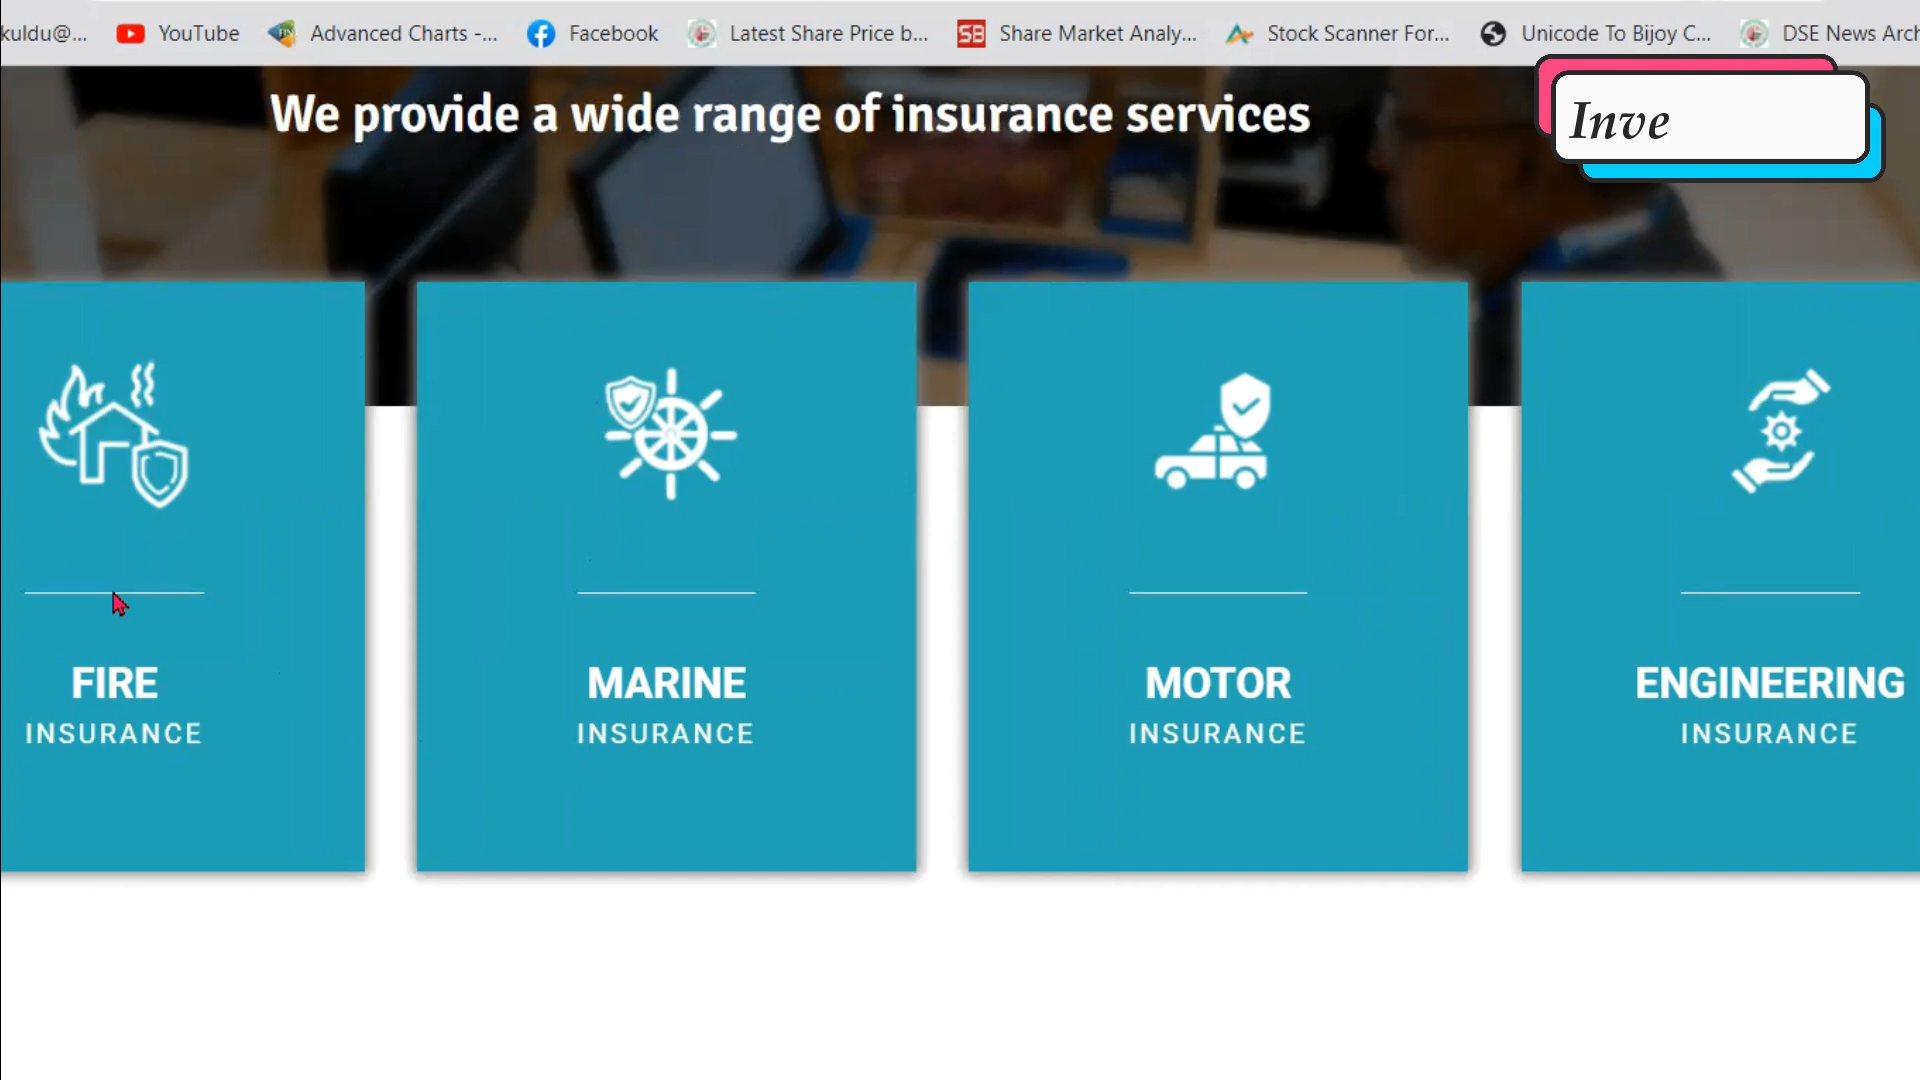 kuldu@... YouTube Advanced Charts -... Facebook Latest Share Price b... SB Share Market Analy... Stock Scanner For... Unicode To Bijoy C... DSE News Arch
We provide a wide range of insurance services
Inve
FIRE
INSURANCE
MARINE
INSURANCE
MOTOR
INSURANCE
ENGINEERING
INSURANCE